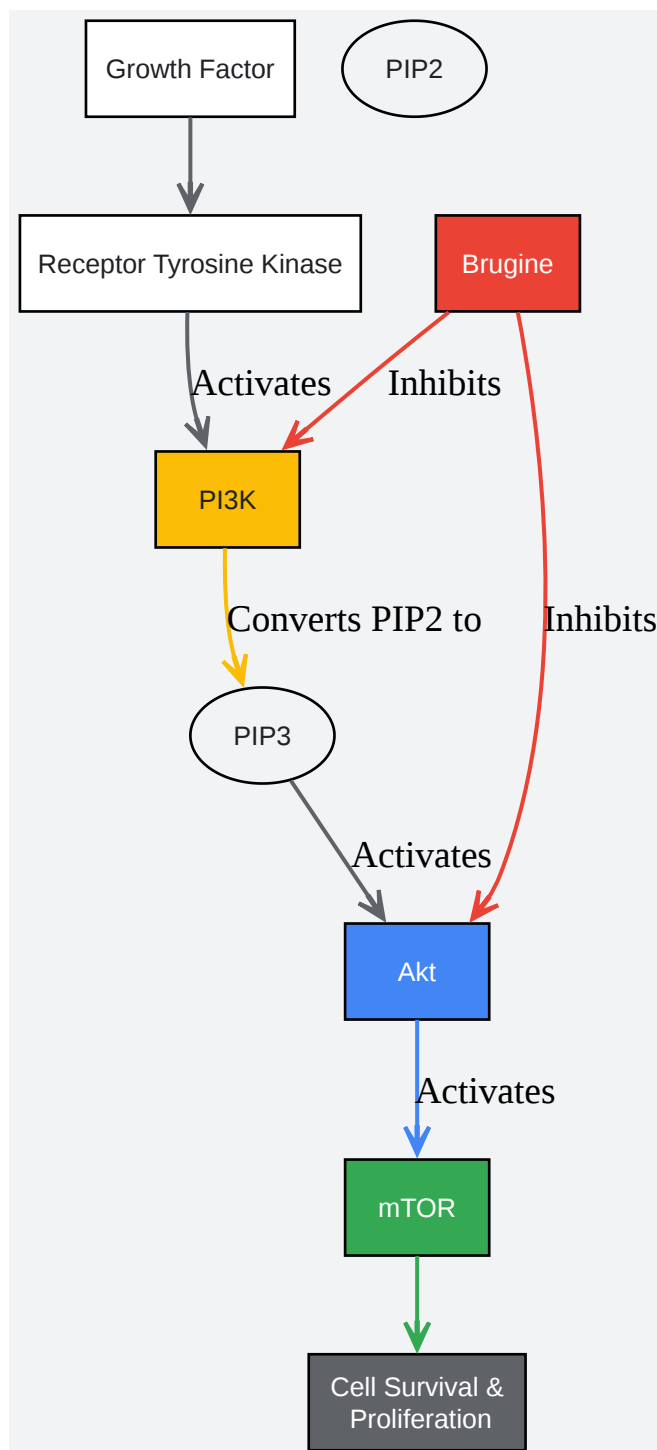 Growth Factor
PIP2
Receptor Tyrosine Kinase
Brugine
Activates
Inhibits
PI3K
Converts PIP2 to
Inhibits
PIP3
Activates
Akt
Activates
mTOR
Cell Survival &
Proliferation